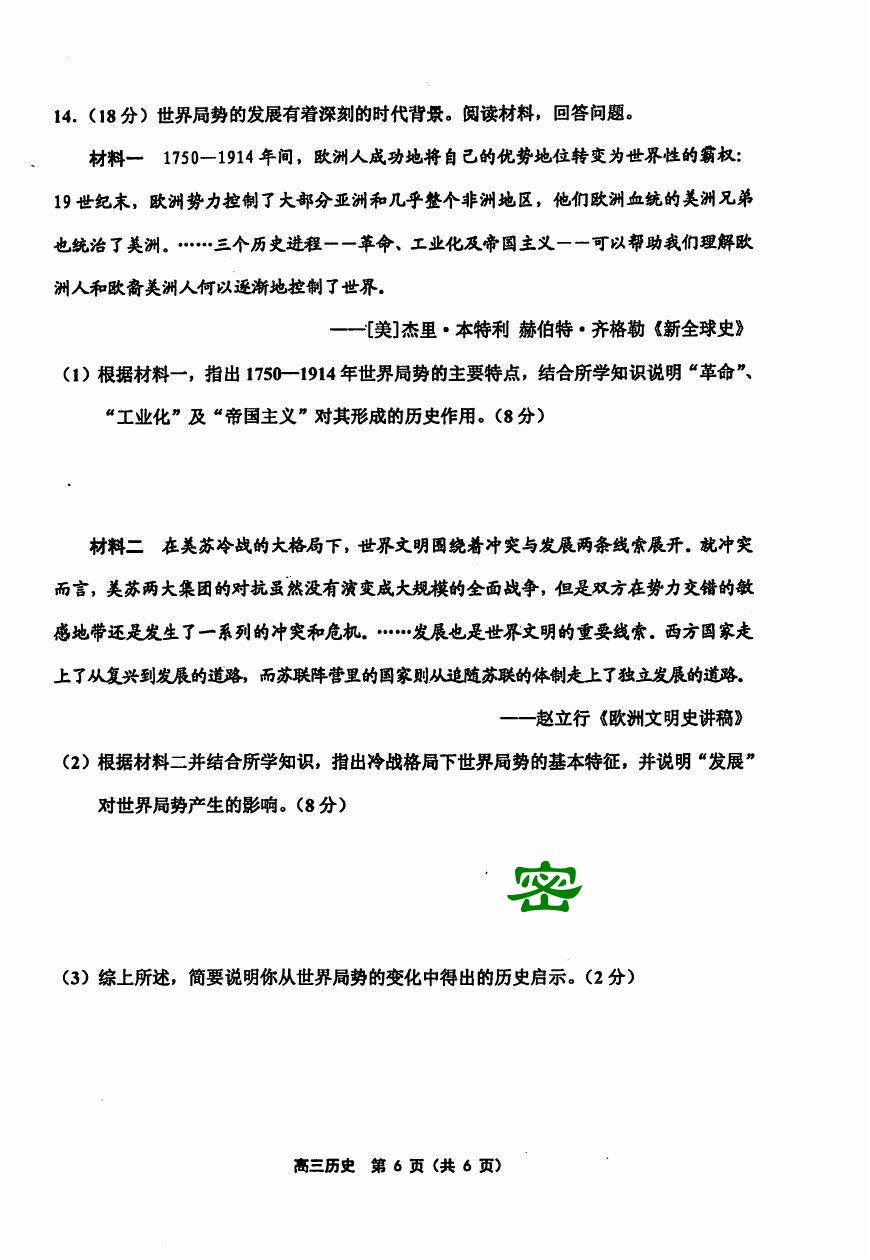 14.（18 分）世界局势的发展有着深刻的时代背景。阅读材料，回答问题。
材料一 1750—1914 年间，欧洲人成功地将自己的优势地位转变为世界性的霸权：
19 世纪末，欧洲势力控制了大部分亚洲和几乎整个非洲地区，他们欧洲血统的美洲兄弟
也统治了美洲。……三个历史进程——革命、工业化及帝国主义——可以帮助我们理解欧
洲人和欧裔美洲人何以逐渐地控制了世界。
——[美]杰里·本特利 赫伯特·齐格勒《新全球史》
（1）根据材料一，指出 1750—1914 年世界局势的主要特点，结合所学知识说明“革命”、
“工业化”及“帝国主义”对其形成的历史作用。（8 分）
材料二 在美苏冷战的大格局下，世界文明围绕着冲突与发展两条线索展开。就冲突
而言，美苏两大集团的对抗虽然没有演变成大规模的全面战争，但是双方在势力交错的敏
感地带还是发生了一系列的冲突和危机。……发展也是世界文明的重要线索。西方国家走
上了从复兴到发展的道路，而苏联阵营里的国家则从追随苏联的体制走上了独立发展的道路。
——赵立行《欧洲文明史讲稿》
（2）根据材料二并结合所学知识，指出冷战格局下世界局势的基本特征，并说明“发展”
对世界局势产生的影响。（8 分）
密
（3）综上所述，简要说明你从世界局势的变化中得出的历史启示。（2 分）
高三历史 第 6 页（共 6 页）